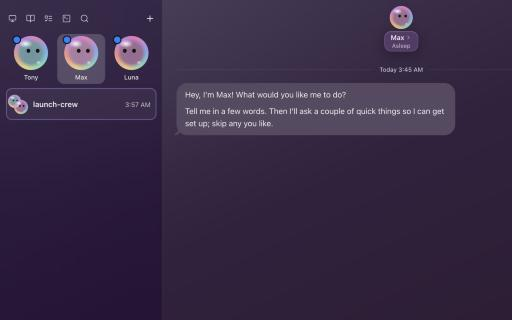 Tony
Max
Luna
launch-crew
3:57 AM
Max ›
Asleep
Today 3:45 AM
Hey, I'm Max! What would you like me to do?
Tell me in a few words. Then I'll ask a couple of quick things so I can get
set up; skip any you like.